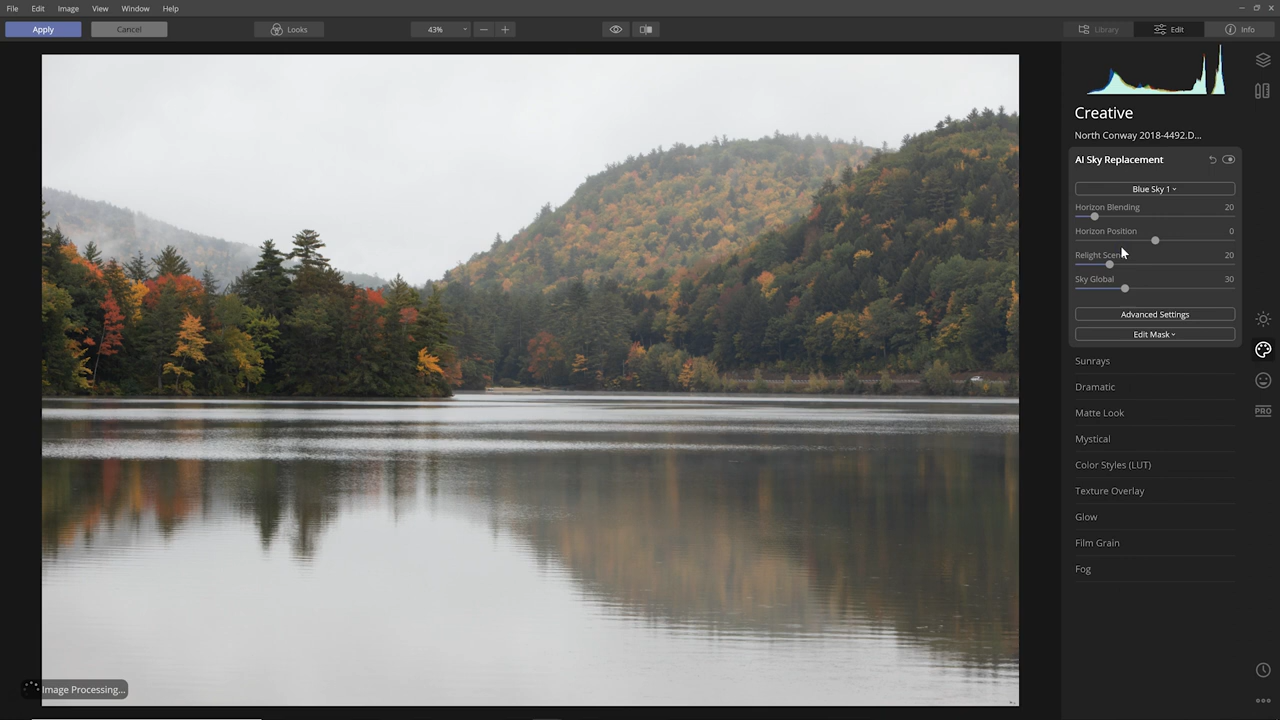 File Edit Image View Window Help
Apply Cancel Looks 43% Library Edit Info
Creative
North Conway 2018-4492.D...
AI Sky Replacement
Blue Sky 1
Horizon Blending 20
Horizon Position 0
Relight Scene 20
Sky Global 30
Advanced Settings
Edit Mask
Sunrays
Dramatic
Matte Look
PRO
Mystical
Color Styles (LUT)
Texture Overlay
Glow
Film Grain
Fog
Image Processing...